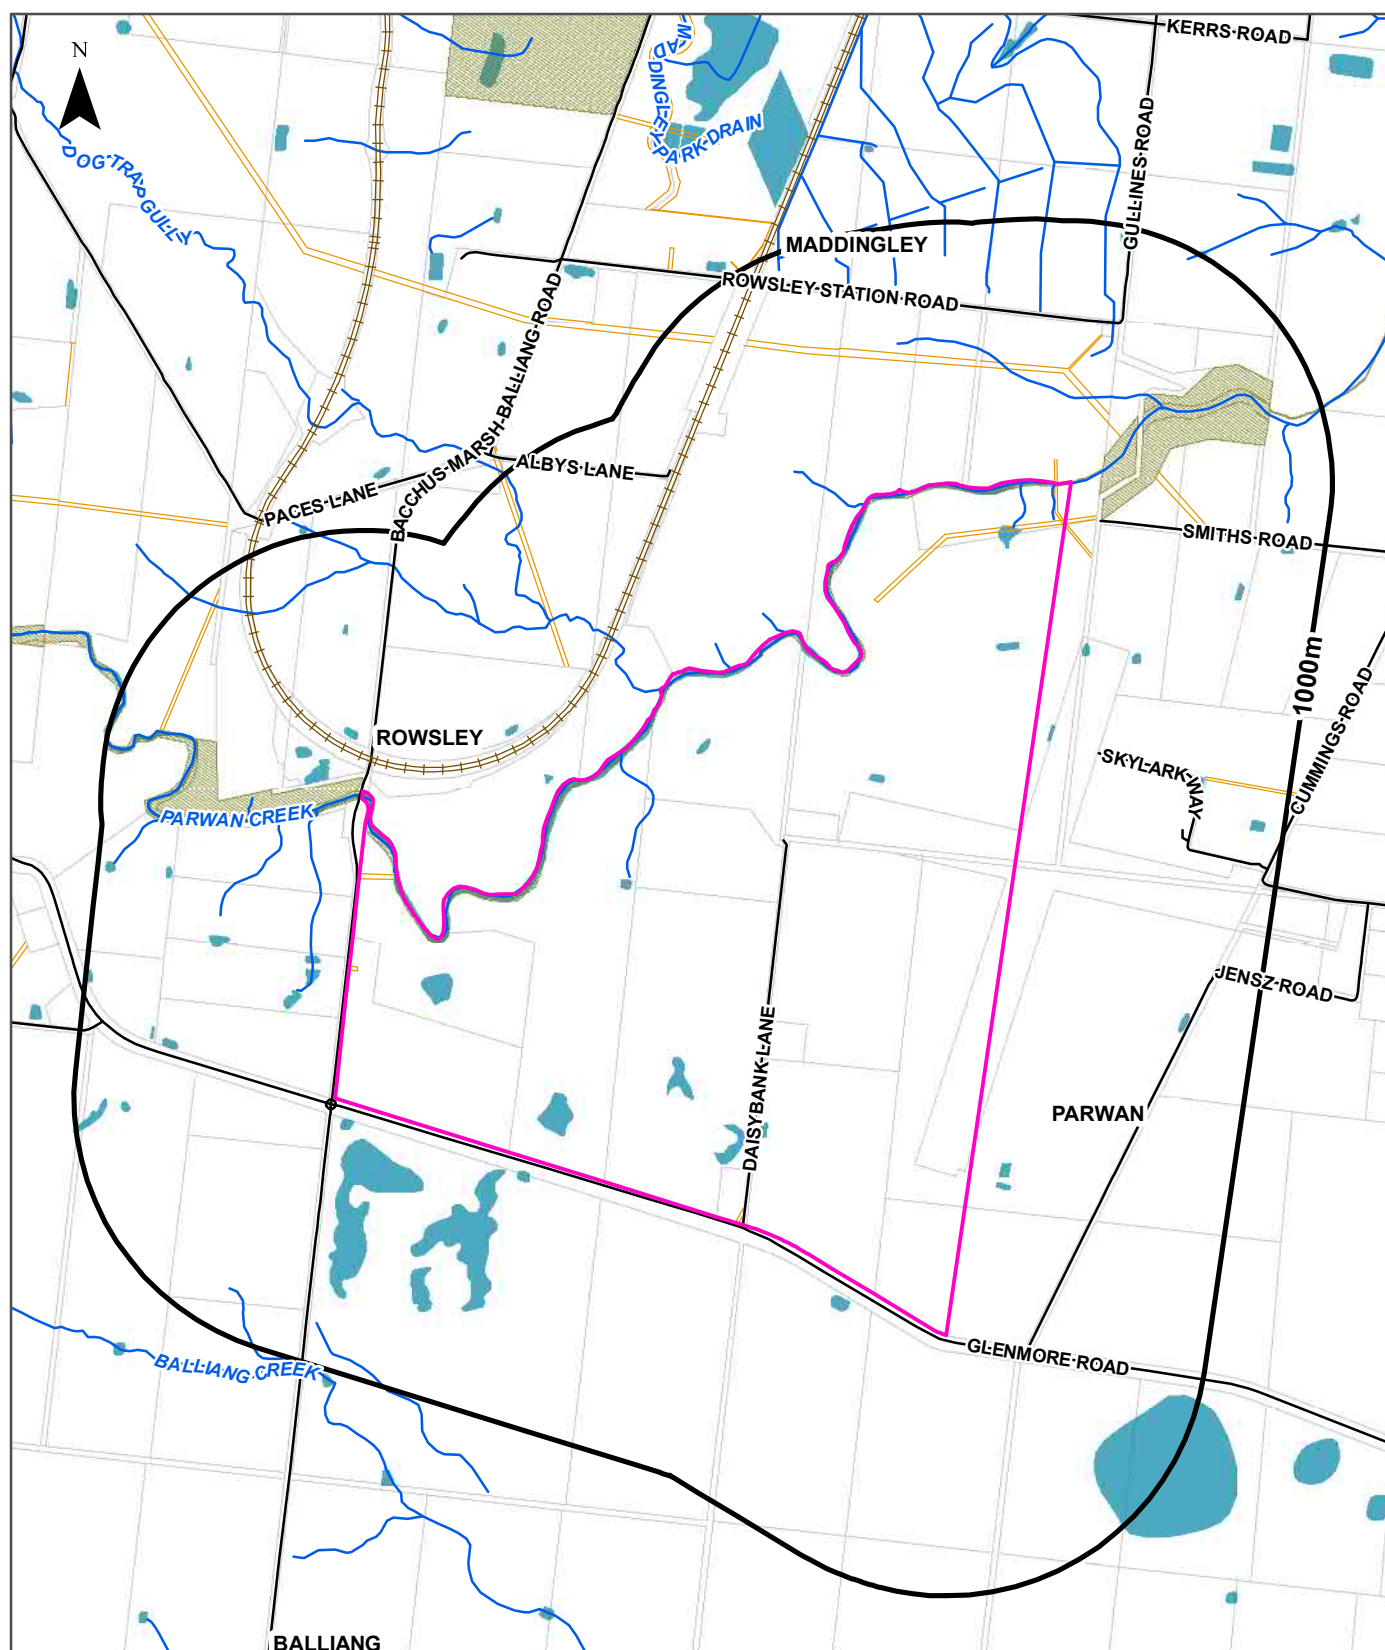 KERRS ROAD
N
MADDINGLEY PARK DRAIN
GULLINES ROAD
DOG TRAP GULLY
MADDINGLEY
ROWSLEY STATION ROAD
BACCHUS MARSH-BALLIANG ROAD
ALBYS LANE
PACES LANE
SMITHS ROAD
1000m
CUMMINGS ROAD
ROWSLEY
SKYLARK WAY
PARWAN CREEK
JENSZ ROAD
DAISYBANK LANE
PARWAN
GLENMORE ROAD
BALLIANG CREEK
BALLIANG